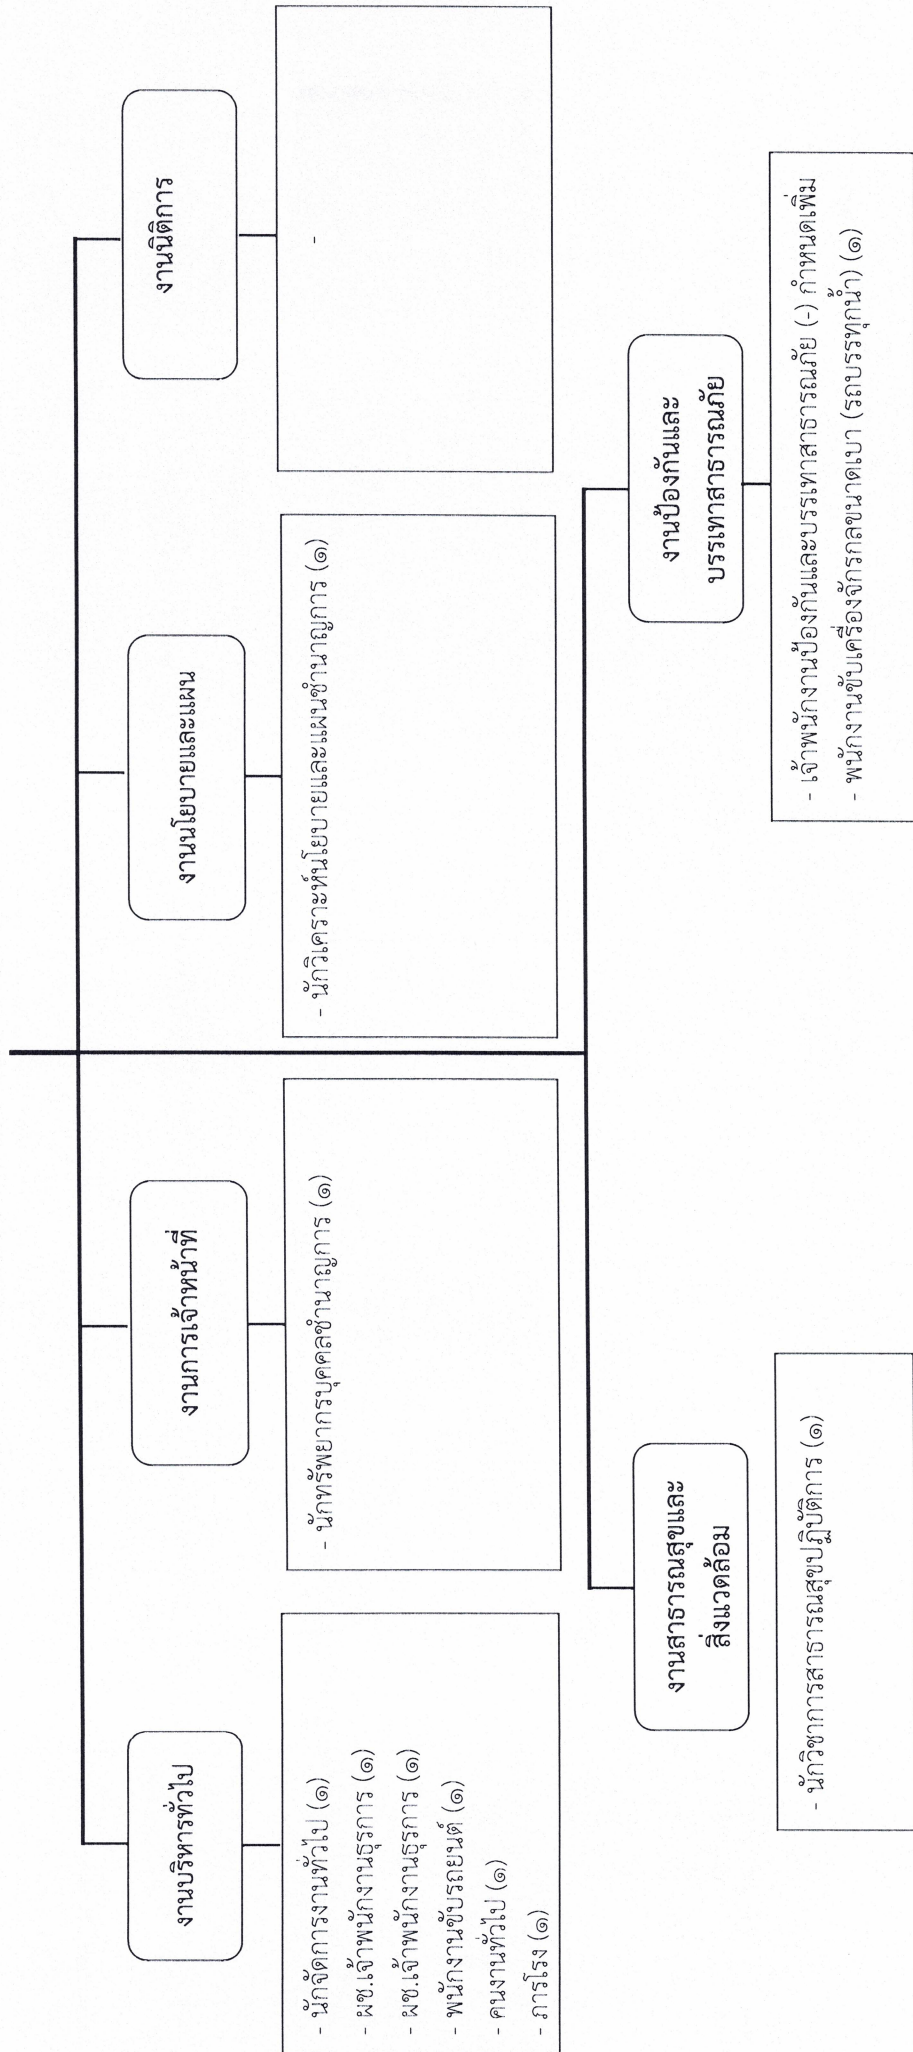 งานบริหารทั่วไป
งานการเจ้าหน้าที่
งานนโยบายและแผน
งานนิติการ
- นักจัดการงานทั่วไป (๑)
- ผช.เจ้าพนักงานธุรการ (๑)
- ผช.เจ้าพนักงานธุรการ (๑)
- พนักงานขับรถยนต์ (๑)
- คนงานทั่วไป (๑)
- ภารโรง (๑)
- นักทรัพยากรบุคคลชำนาญการ (๑)
- นักวิเคราะห์นโยบายและแผนชำนาญการ (๑)
-
งานสาธารณสุขและ
สิ่งแวดล้อม
งานป้องกันและ
บรรเทาสาธารณภัย
- นักวิชาการสาธารณสุขปฏิบัติการ (๑)
- เจ้าพนักงานป้องกันและบรรเทาสาธารณภัย (-) กำหนดเพิ่ม
- พนักงานขับเครื่องจักรกลขนาดเบา (รถบรรทุกน้ำ) (๑)